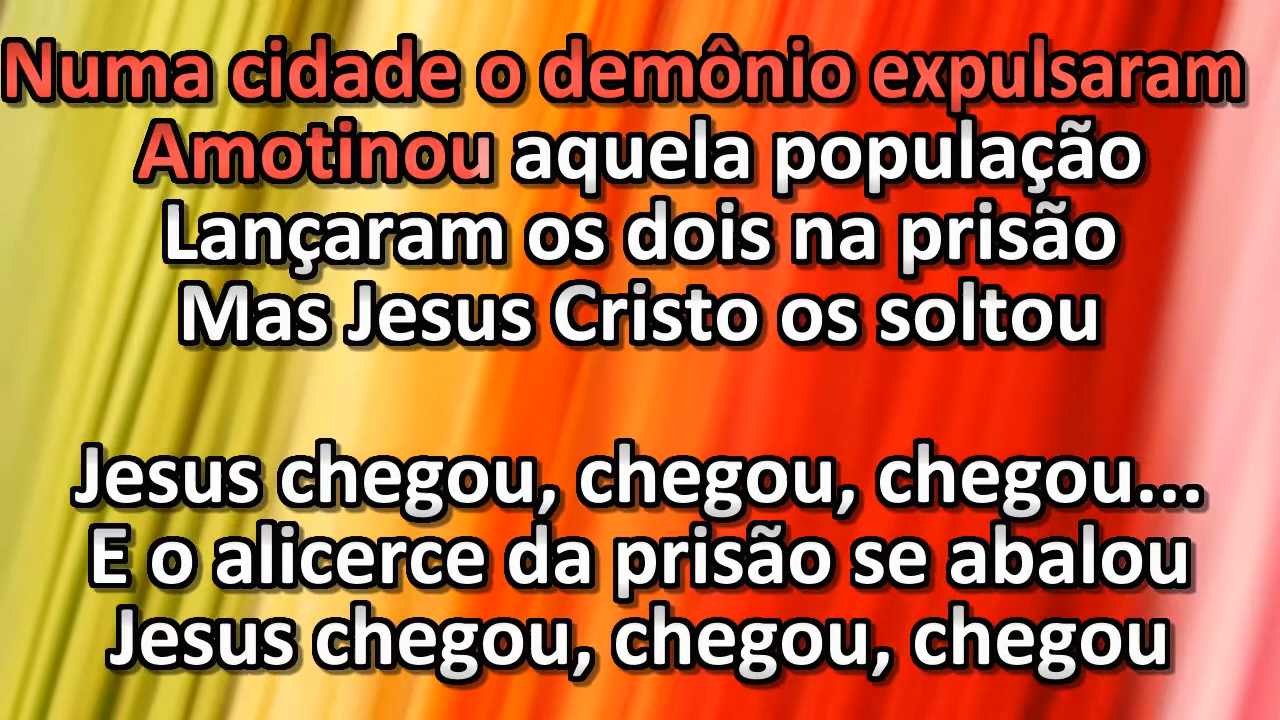 Numa cidade o demônio expulsaram
Amotinou aquela população
Lançaram os dois na prisão
Mas Jesus Cristo os soltou
Jesus chegou, chegou, chegou...
E o alicerce da prisão se abalou
Jesus chegou, chegou, chegou